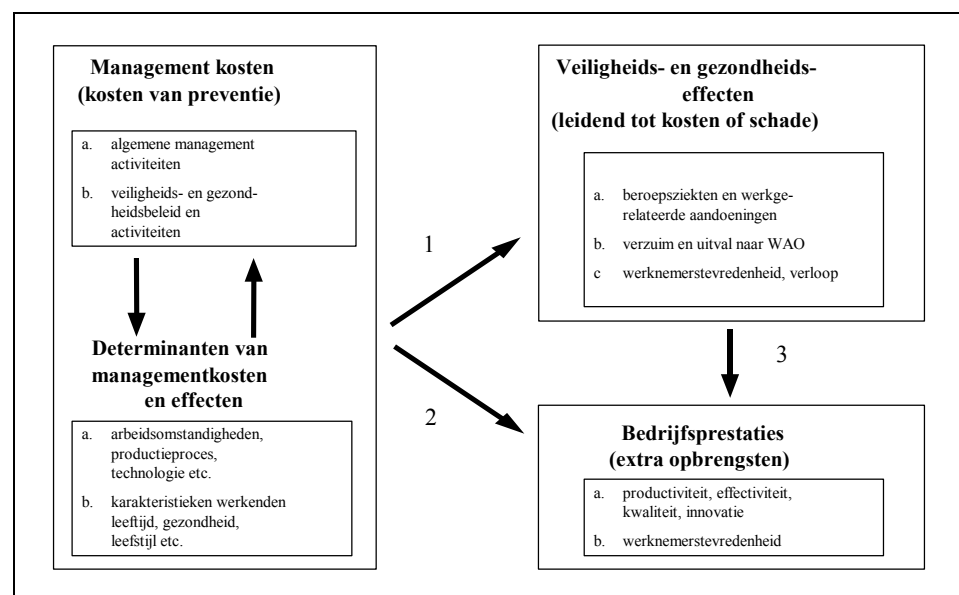 Management kosten
(kosten van preventie)
a. algemene management
activiteiten
b. veiligheids- en gezond-
heidsbeleid en
activiteiten
Determinanten van
managementkosten
en effecten
a. arbeidsomstandigheden,
productieproces,
technologie etc.
b. karakteristieken werkenden
leeftijd, gezondheid,
leefstijl etc.
1
2
Veiligheids- en gezondheids-
effecten
(leidend tot kosten of schade)
a. beroepsziekten en werkge-
relateerde aandoeningen
b. verzuim en uitval naar WAO
c werknemerstevredenheid, verloop
3
Bedrijfsprestaties
(extra opbrengsten)
a. productiviteit, effectiviteit,
kwaliteit, innovatie
b. werknemerstevredenheid